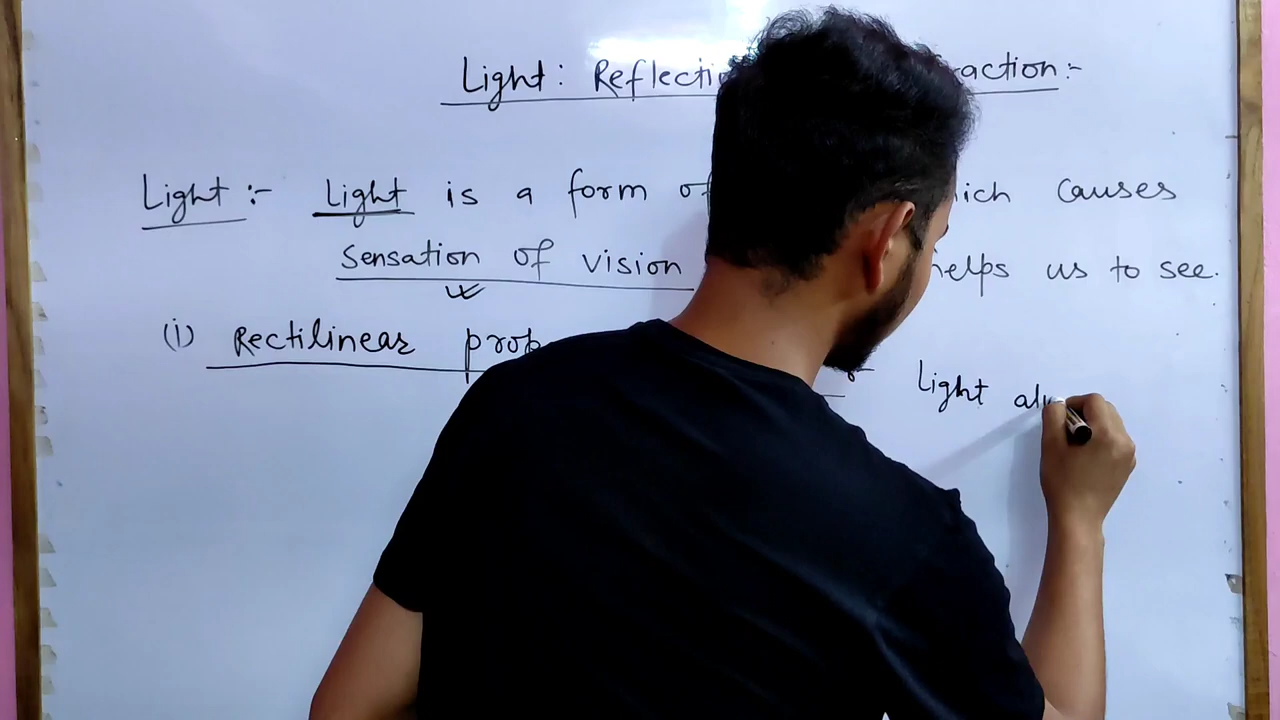 Light: Reflecti action:-
Light :- Light is a form of ich causes
Sensation of vision helps us to see.
(i) Rectilinear prop
Light al